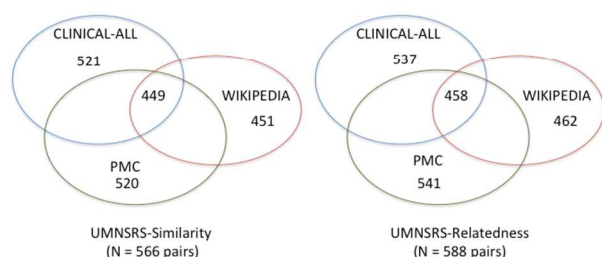 CLINICAL-ALL
521
449
WIKIPEDIA
451
PMC
520
UMNSRS-Similarity
(N = 566 pairs)
CLINICAL-ALL
537
458
WIKIPEDIA
462
PMC
541
UMNSRS-Relatedness
(N = 588 pairs)